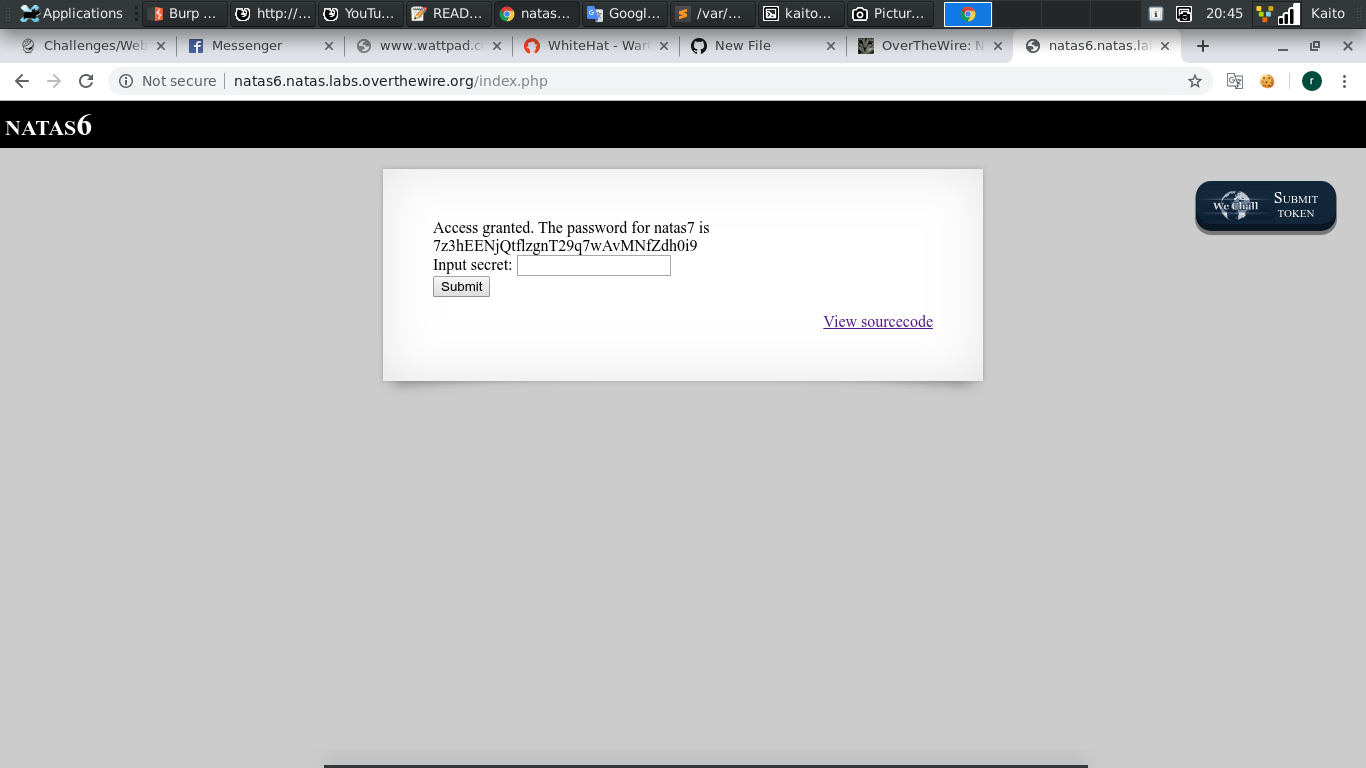 Applications Burp ... http://... YouTu... READ... natas... Googl... /var/... kaito... Pictur... 20:45 Kaito
Challenges/Web Messenger www.wattpad.c WhiteHat - War New File OverTheWire: N natas6.natas.la
Not secure natas6.natas.labs.overthewire.org/index.php r
NATAS6
We Chall SUBMIT TOKEN
Access granted. The password for natas7 is
7z3hEENjQtflzgnT29q7wAvMNfZdh0i9
Input secret:
Submit
View sourcecode